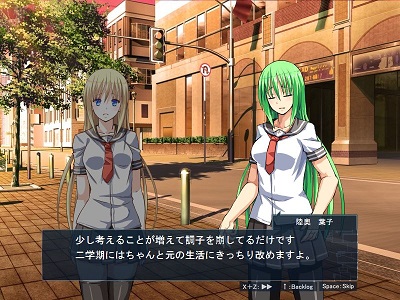 陸奥 葉子
少し考えることが増えて調子を崩してるだけです
二学期にはちゃんと元の生活にきっちり改めますよ。
X+Z: ▶▶ ↑:Backlog Space:Skip